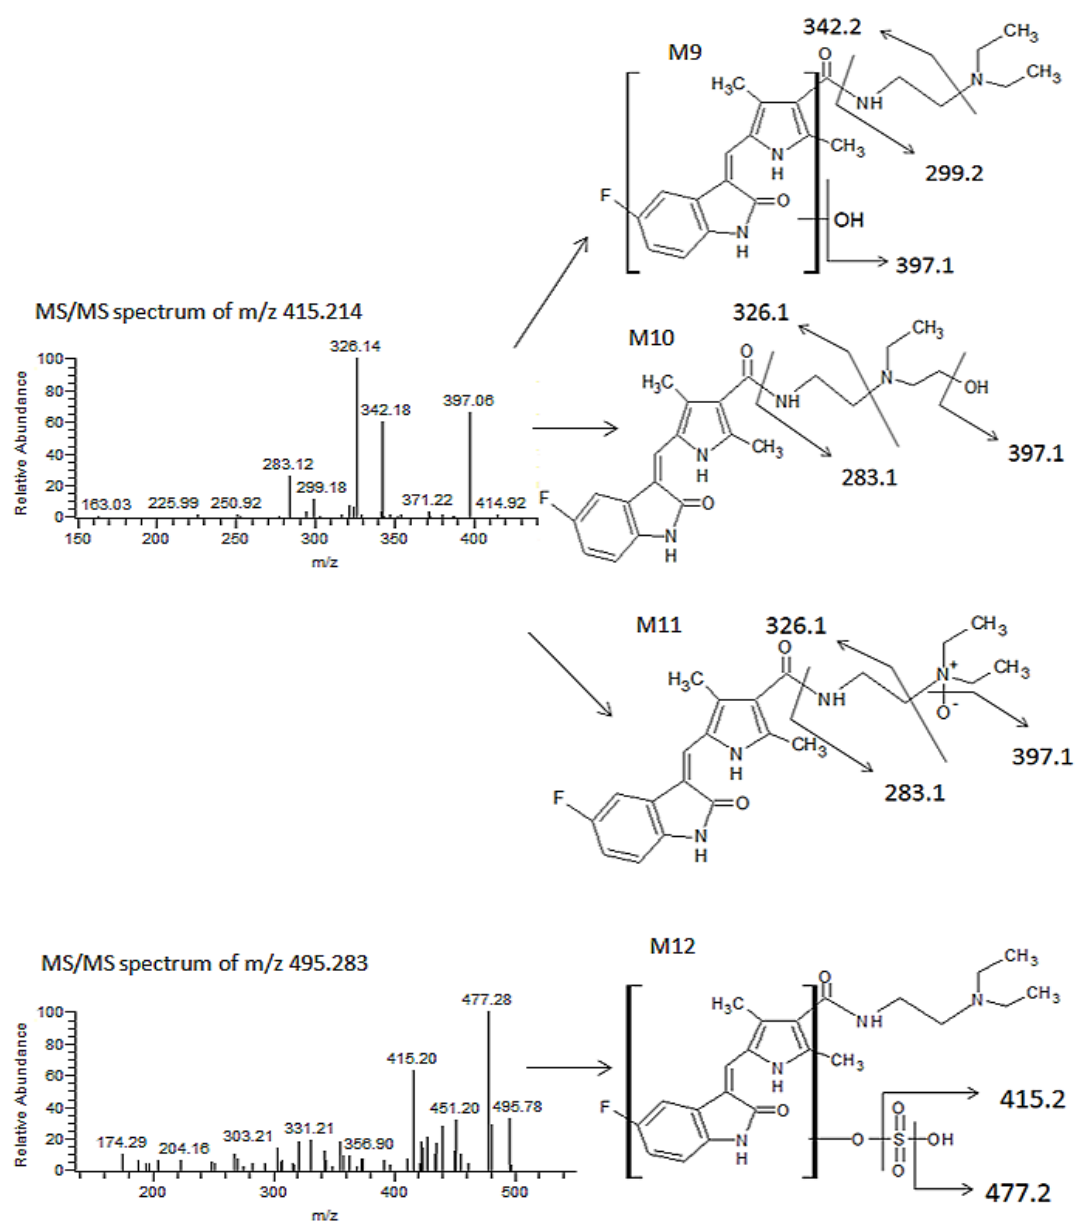 342.2
M9
O
CH₃
N
CH₃
H₃C
NH
CH₃
N
H
299.2
F
O
OH
N
H
397.1
MS/MS spectrum of m/z 415.214
Relative Abundance
100
80
60
40
20
0
326.14
342.18
397.06
283.12
299.18
163.03
225.99
250.92
371.22
414.92
150
200
250
300
350
400
m/z
M10
326.1
CH₃
O
N
OH
H₃C
NH
CH₃
N
H
397.1
283.1
F
O
N
H
M11
326.1
CH₃
O
N
+
CH₃
H₃C
NH
O
-
CH₃
N
H
397.1
283.1
F
O
N
H
MS/MS spectrum of m/z 495.283
Relative Abundance
100
80
60
40
20
0
477.28
415.20
451.20
495.78
174.29
204.16
303.21
331.21
356.90
200
300
400
500
m/z
M12
O
CH₃
N
CH₃
H₃C
NH
CH₃
N
H
415.2
F
O
O
O
S
OH
O
N
H
477.2